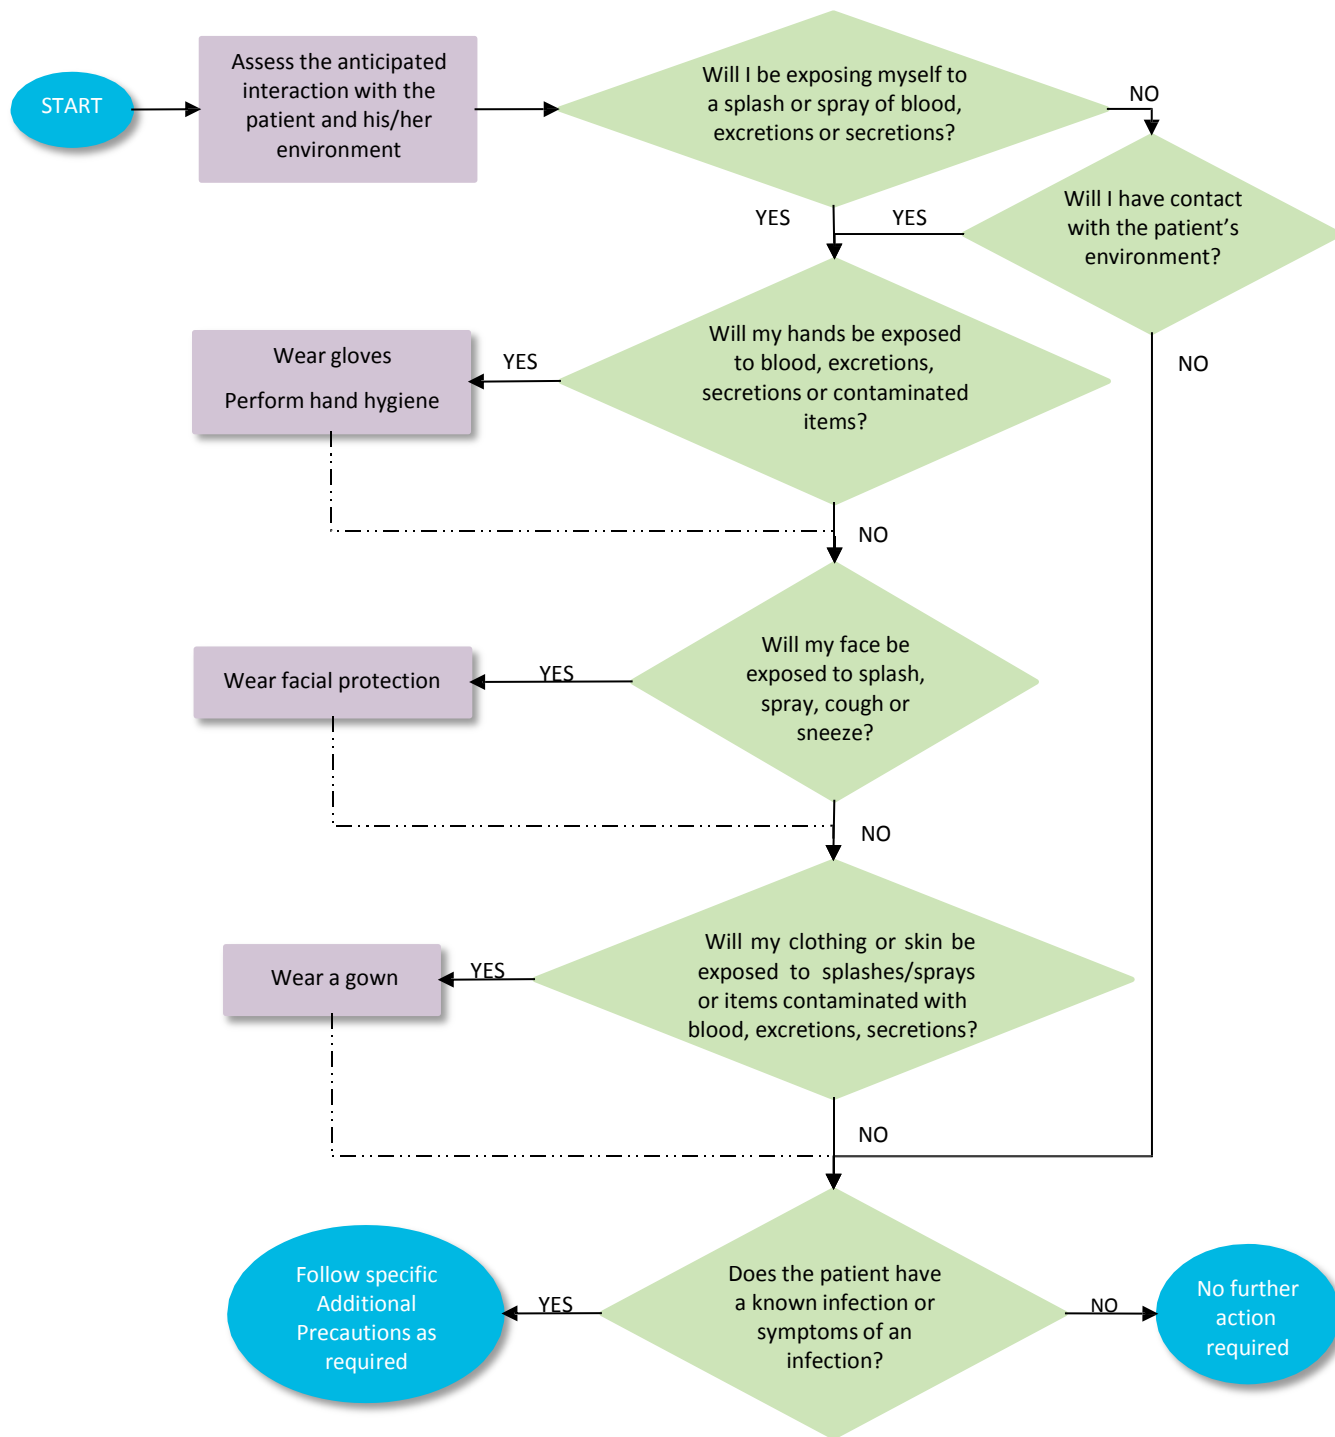 START
Assess the anticipated
interaction with the
patient and his/her
environment
Will I be exposing myself to
a splash or spray of blood,
excretions or secretions?
NO
YES
YES
Will I have contact
with the patient’s
environment?
NO
Will my hands be exposed
to blood, excretions,
secretions or contaminated
items?
YES
Wear gloves
Perform hand hygiene
NO
Will my face be
exposed to splash,
spray, cough or
sneeze?
YES
Wear facial protection
NO
Will my clothing or skin be
exposed to splashes/sprays
or items contaminated with
blood, excretions, secretions?
YES
Wear a gown
NO
Does the patient have
a known infection or
symptoms of an
infection?
YES
Follow specific
Additional
Precautions as
required
NO
No further
action
required